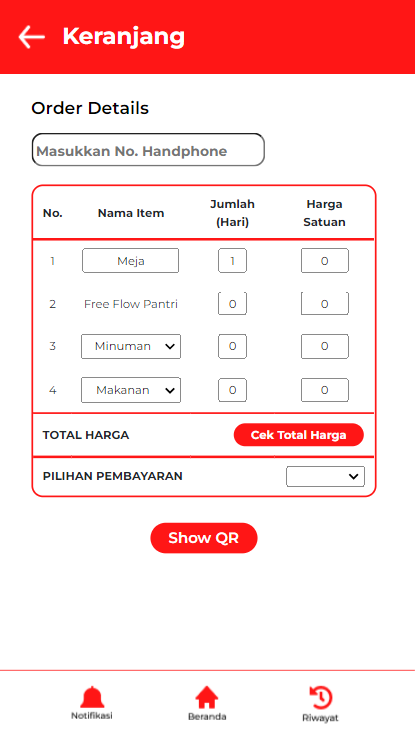 Keranjang
Order Details
Masukkan No. Handphone
No. Nama Item Jumlah (Hari) Harga Satuan
1 Meja 1 0
2 Free Flow Pantri 0 0
3 Minuman 0 0
4 Makanan 0 0
TOTAL HARGA Cek Total Harga
PILIHAN PEMBAYARAN
Show QR
Notifikasi Beranda Riwayat